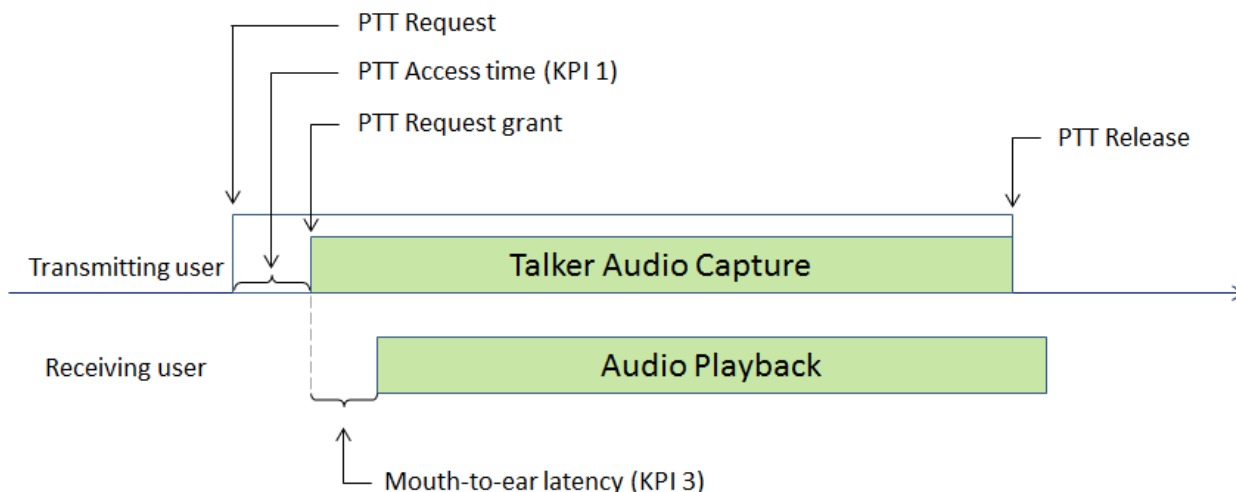 PTT Request
PTT Access time (KPI 1)
PTT Request grant
PTT Release
Transmitting user
Talker Audio Capture
Receiving user
Audio Playback
Mouth-to-ear latency (KPI 3)